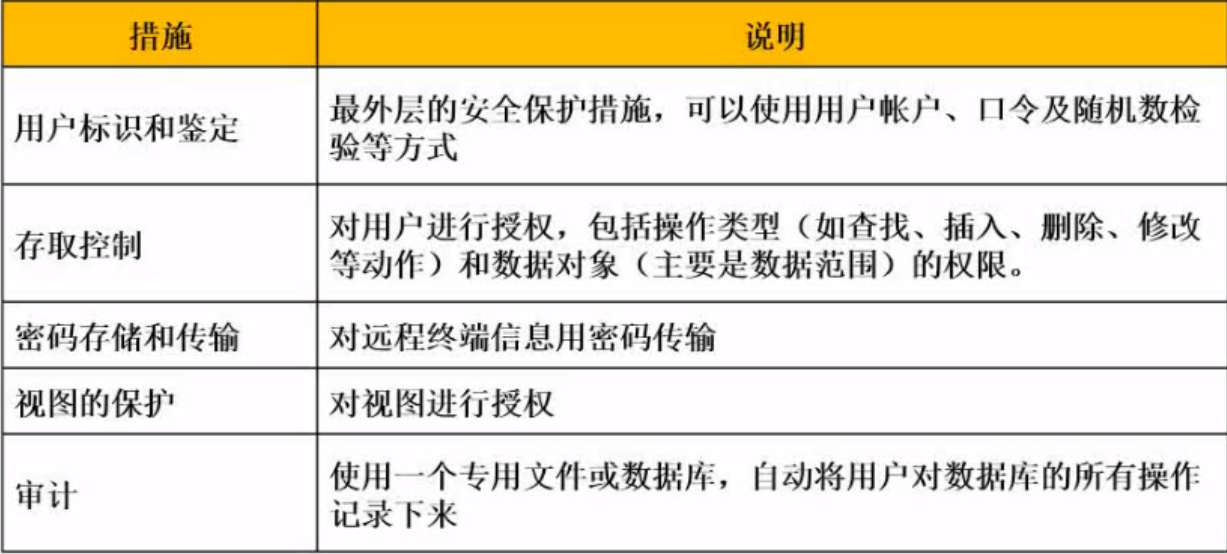 措施
说明
用户标识和鉴定
最外层的安全保护措施，可以使用用户帐户、口令及随机数检
验等方式
存取控制
对用户进行授权，包括操作类型（如查找、插入、删除、修改
等动作）和数据对象（主要是数据范围）的权限。
密码存储和传输
对远程终端信息用密码传输
视图的保护
对视图进行授权
审计
使用一个专用文件或数据库，自动将用户对数据库的所有操作
记录下来